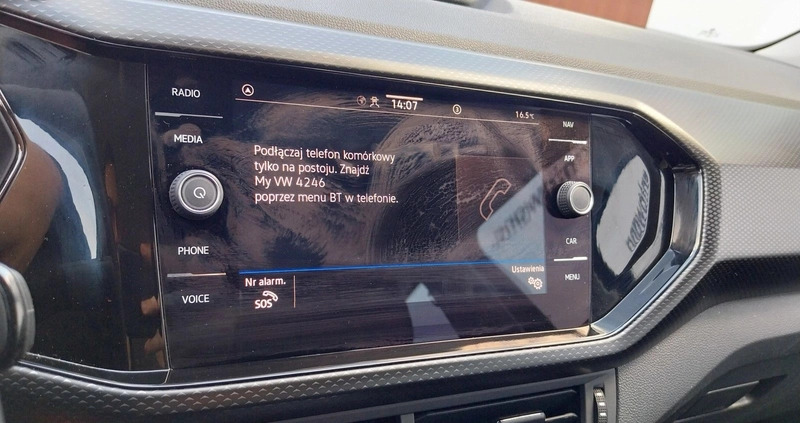 RADIO
MEDIA
PHONE
VOICE
14:07
3
16.5°C
Podłączaj telefon komórkowy
tylko na postoju. Znajdź
My VW 4246
poprzez menu BT w telefonie.
Ustawienia
Nr alarm.
SOS
NAV
APP
CAR
MENU